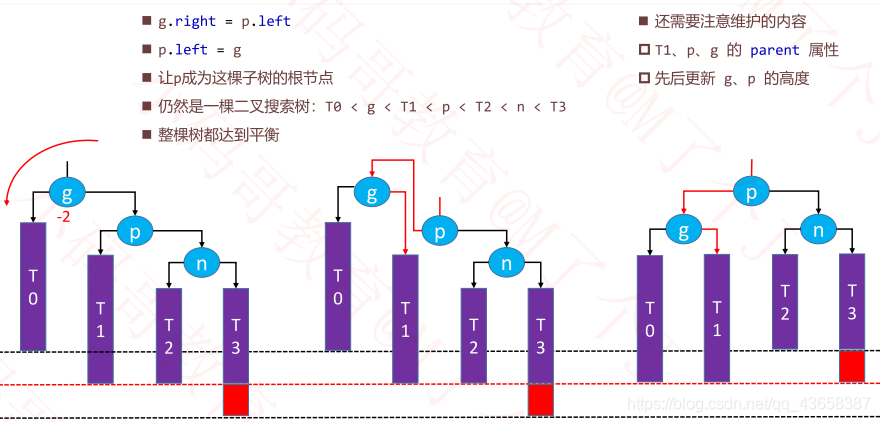 g.right = p.left
p.left = g
让p成为这棵子树的根节点
仍然是一棵二叉搜索树：T0 < g < T1 < p < T2 < n < T3
整棵树都达到平衡
还需要注意维护的内容
T1、p、g 的 parent 属性
先后更新 g、p 的高度
g
-2
p
n
T0
T1
T2
T3
g
p
n
T0
T1
T2
T3
p
g
n
T0
T1
T2
T3
https://blog.csdn.net/qq_43658387